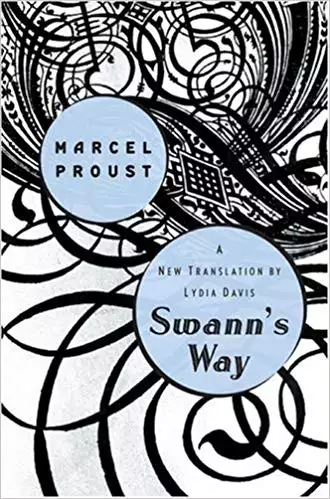 MARCEL
PROUST
A
NEW TRANSLATION BY
LYDIA DAVIS
Swann's
Way